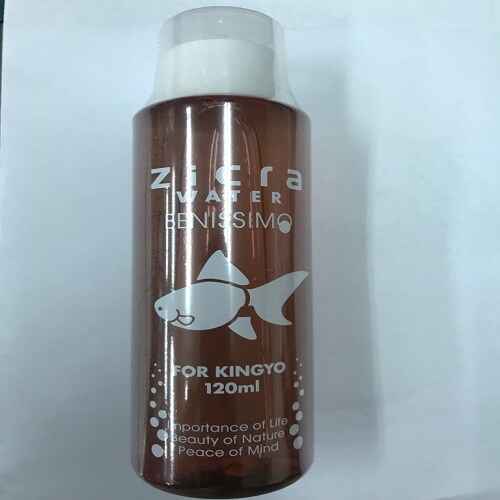 Zicra
WATER
BENISSIMO
FOR KINGYO
120ml
Importance of Life
Beauty of Nature
Peace of Mind